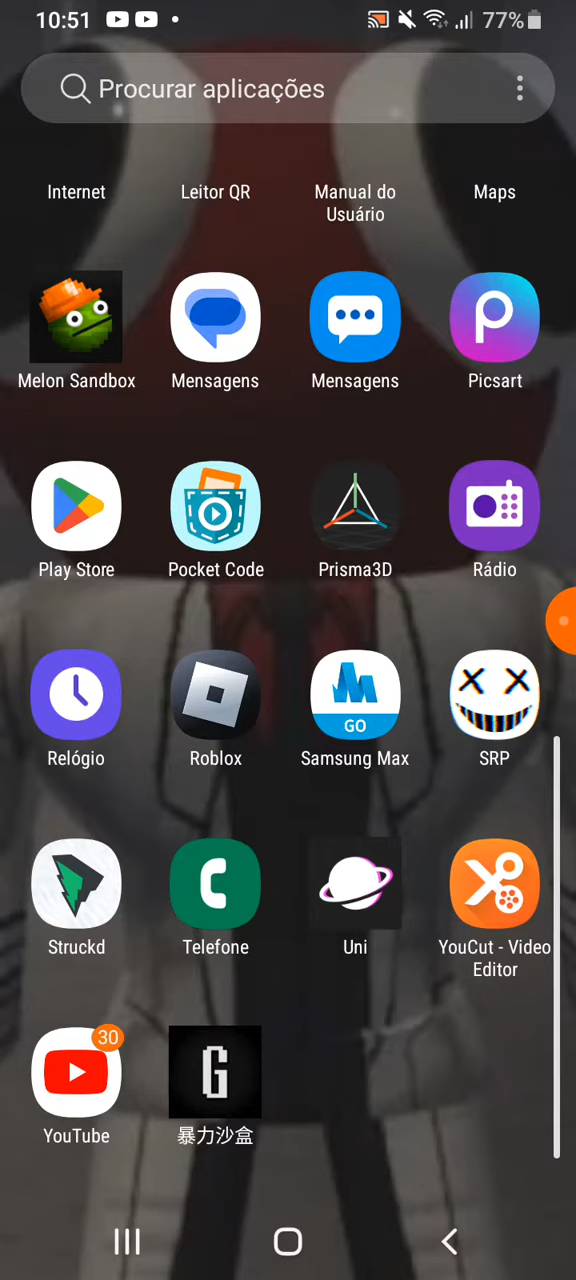 10:51
77%
Procurar aplicações
Internet
Leitor QR
Manual do
Usuário
Maps
Melon Sandbox
Mensagens
Mensagens
Picsart
Play Store
Pocket Code
Prisma3D
Rádio
GO
Relógio
Roblox
Samsung Max
SRP
Struckd
Telefone
Uni
YouCut - Video
Editor
30
G
YouTube
暴力沙盒